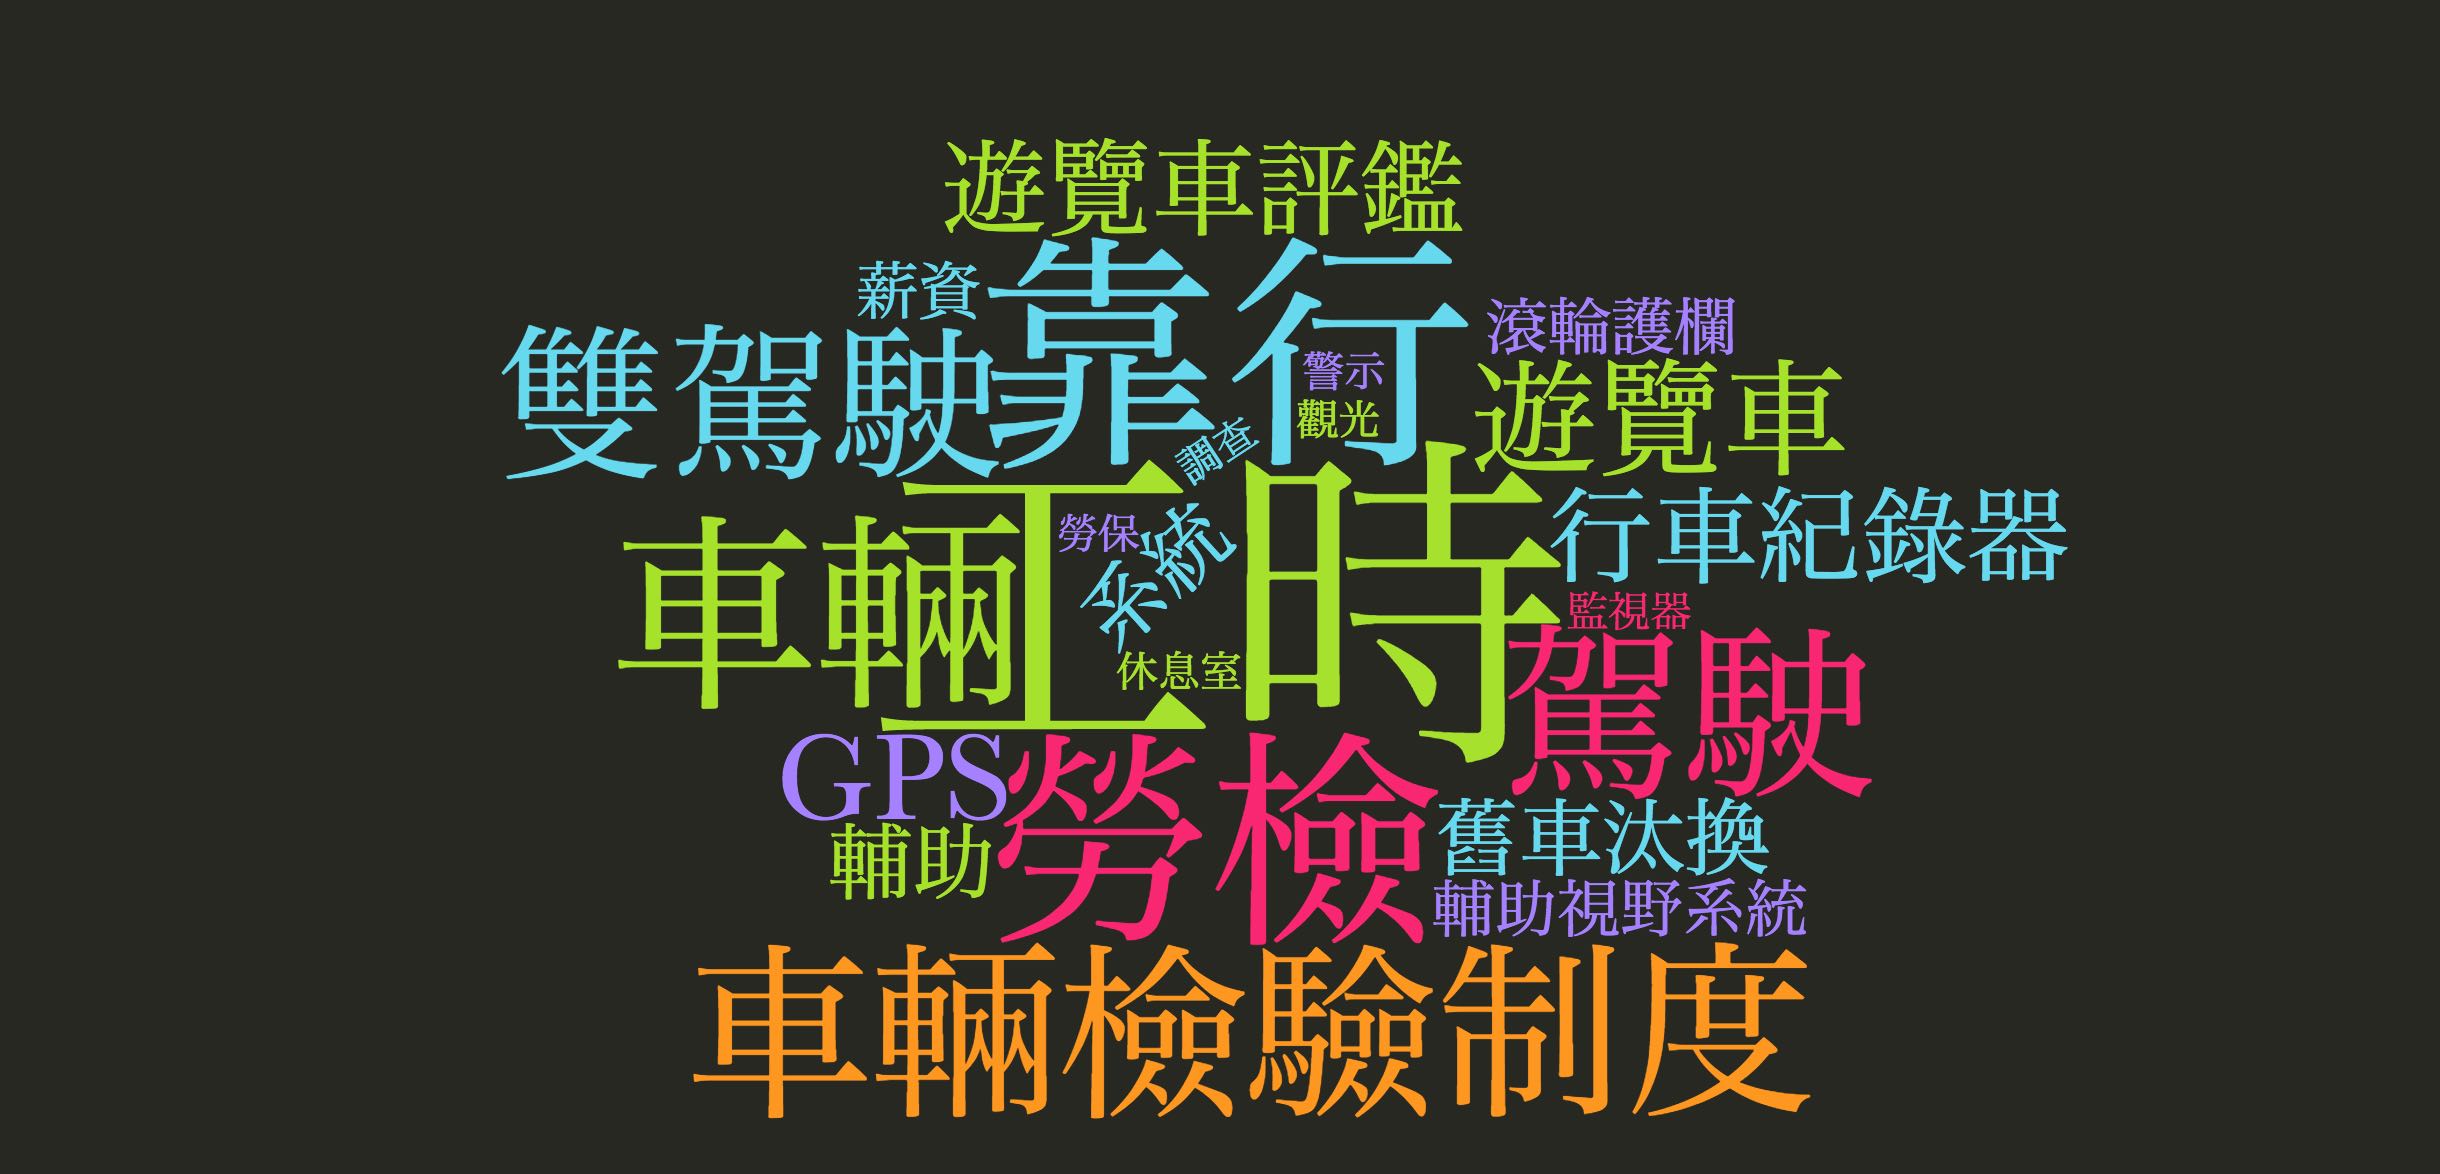 遊覽車評鑑
薪資
靠行
滾輪護欄
雙駕駛
警示
遊覽車
觀光
調查
工時
行車紀錄器
車輛
勞保
系統
監視器
休息室
駕駛
GPS
勞檢
舊車汰換
輔助
輔助視野系統
車輛檢驗制度